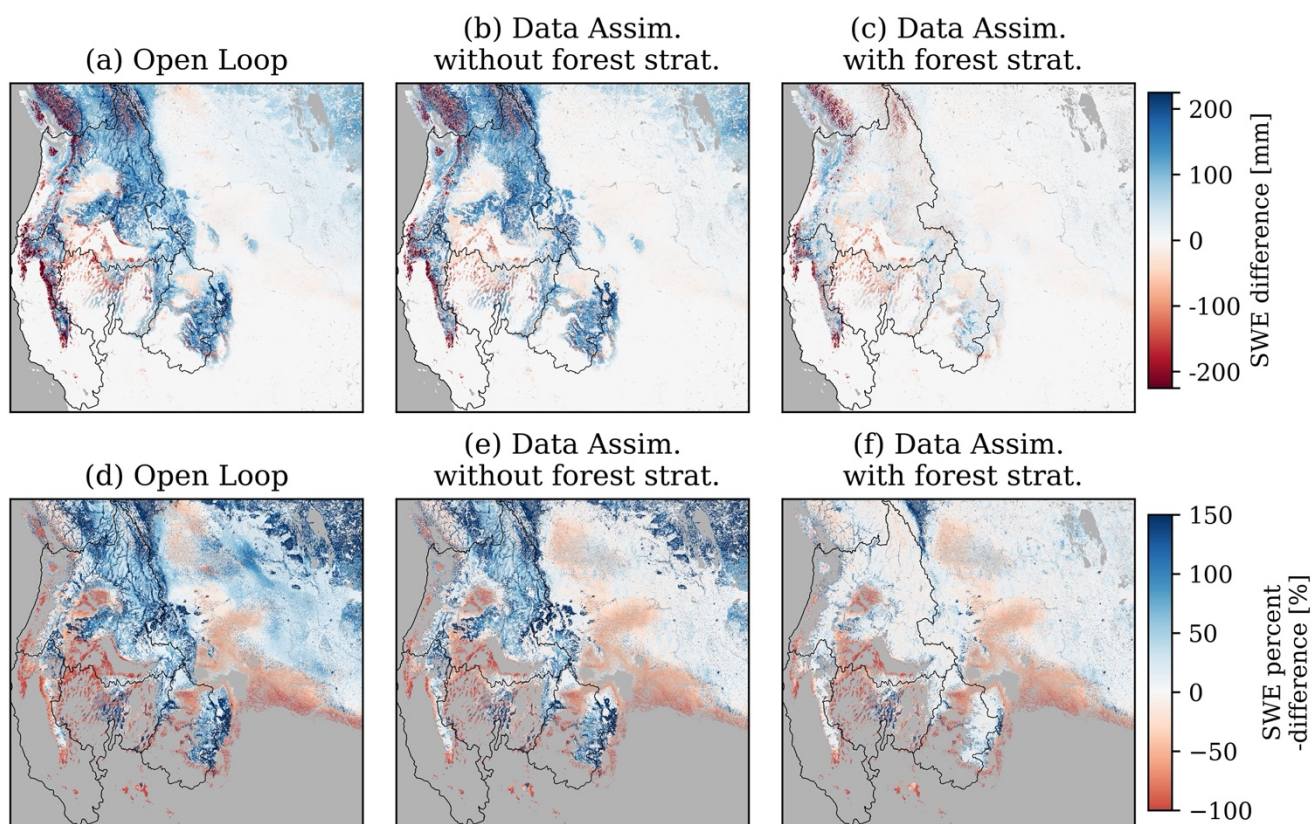 (a) Open Loop
(b) Data Assim.
without forest strat.
(c) Data Assim.
with forest strat.
200
100
0
-100
-200
SWE difference [mm]
(d) Open Loop
(e) Data Assim.
without forest strat.
(f) Data Assim.
with forest strat.
150
100
50
0
−50
−100
SWE percent
-difference [%]